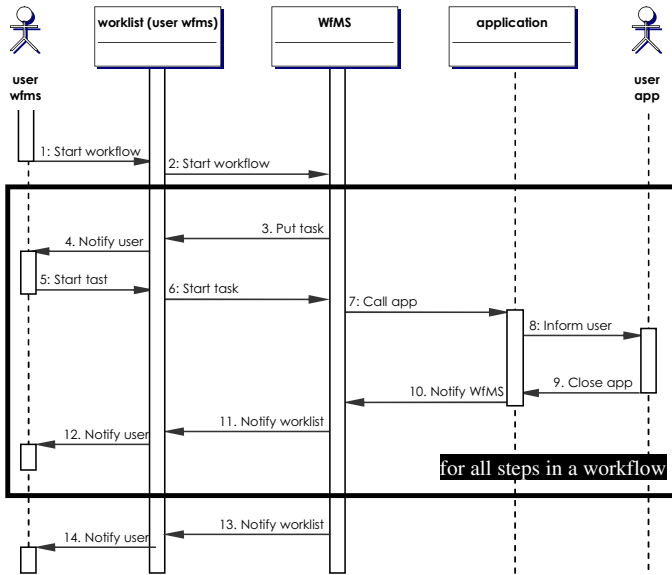 worklist (user wfms)
WfMS
application
user
wfms
user
app
1: Start workflow
2: Start workflow
3. Put task
4. Notify user
5: Start tast
6: Start task
7: Call app
8: Inform user
9. Close app
10. Notify WfMS
11. Notify worklist
12. Notify user
for all steps in a workflow
13. Notify worklist
14. Notify user